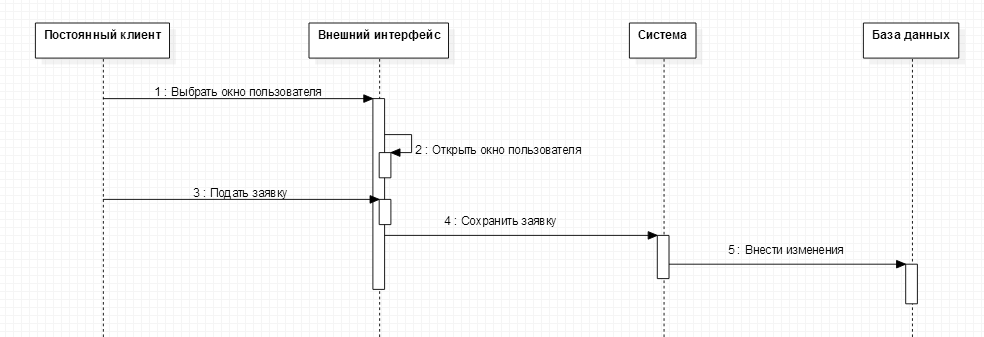 Постоянный клиент
Внешний интерфейс
Система
База данных
1 : Выбрать окно пользователя
2 : Открыть окно пользователя
3 : Подать заявку
4 : Сохранить заявку
5 : Внести изменения